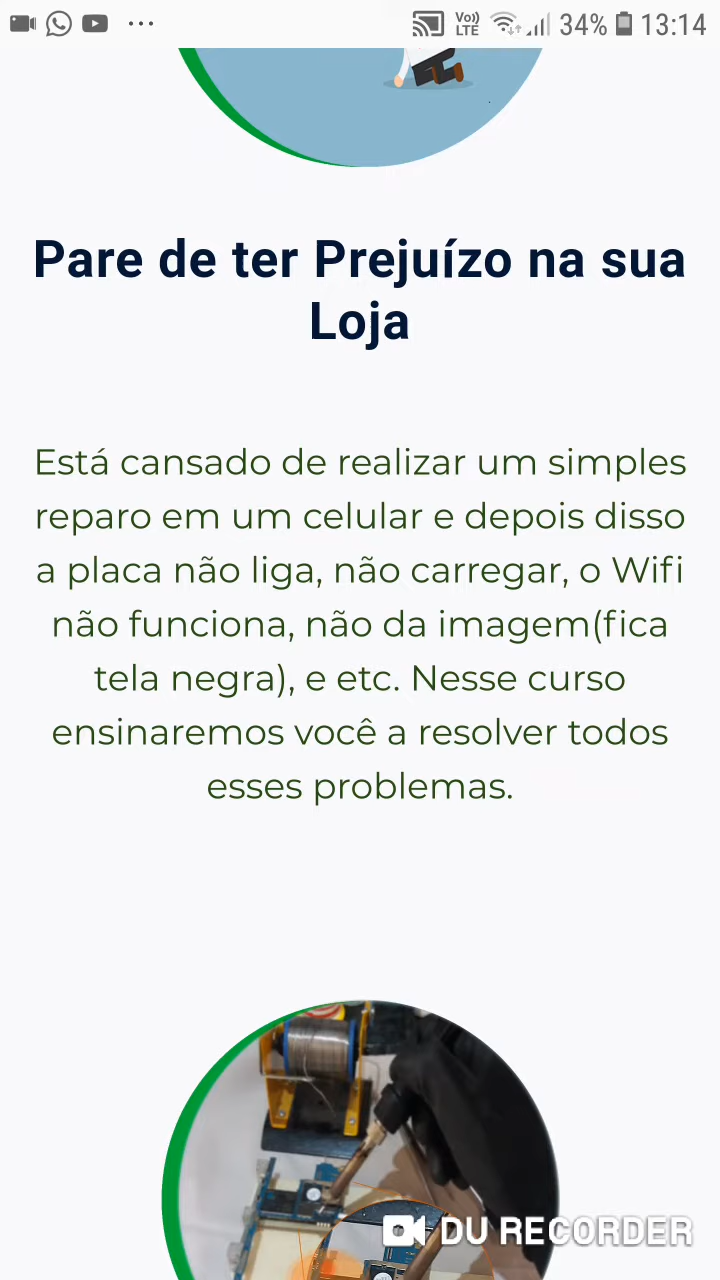 Vo)) LTE 34% 13:14
Pare de ter Prejuízo na sua
Loja
Está cansado de realizar um simples
reparo em um celular e depois disso
a placa não liga, não carregar, o Wifi
não funciona, não da imagem(fica
tela negra), e etc. Nesse curso
ensinaremos você a resolver todos
esses problemas.
DU RECORDER